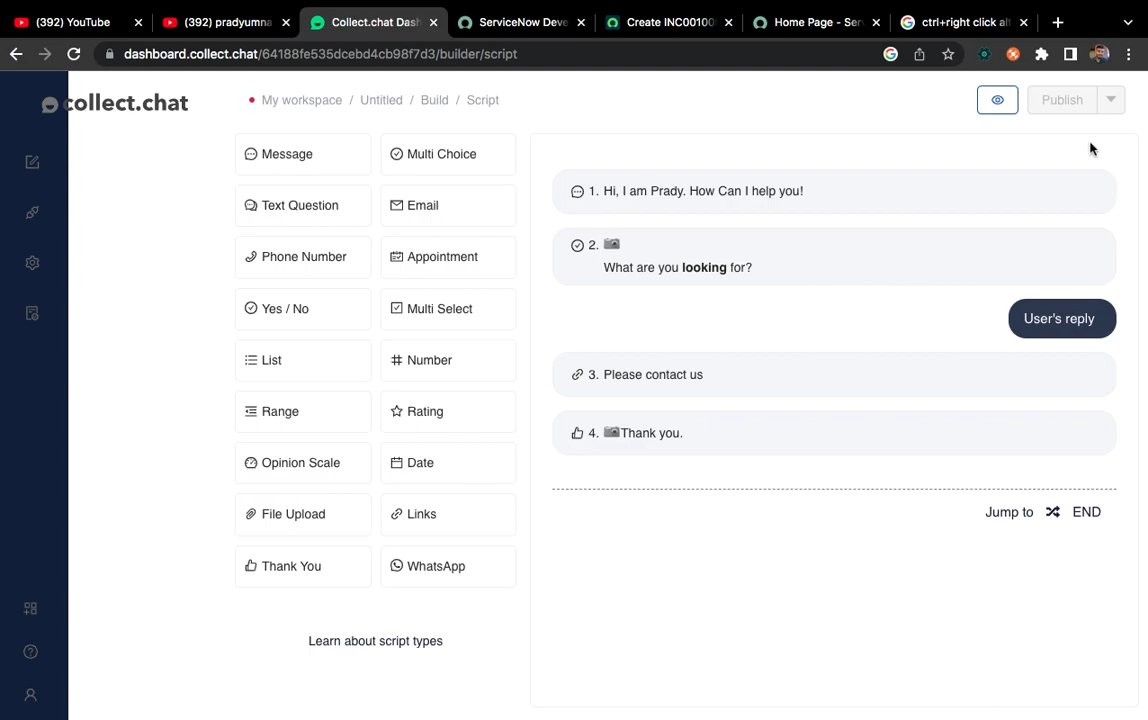 (392) YouTube
(392) pradyumna
Collect.chat Dash
ServiceNow Deve
Create INC00100
Home Page - Serv
ctrl+right click alt
dashboard.collect.chat/64188fe535dcebd4cb98f7d3/builder/script
collect.chat
My workspace / Untitled / Build / Script
Publish
Message
Multi Choice
Text Question
Email
Phone Number
Appointment
Yes / No
Multi Select
List
Number
Range
Rating
Opinion Scale
Date
File Upload
Links
Thank You
WhatsApp
Learn about script types
1. Hi, I am Prady. How Can I help you!
2.
What are you looking for?
User's reply
3. Please contact us
4. Thank you.
Jump to END